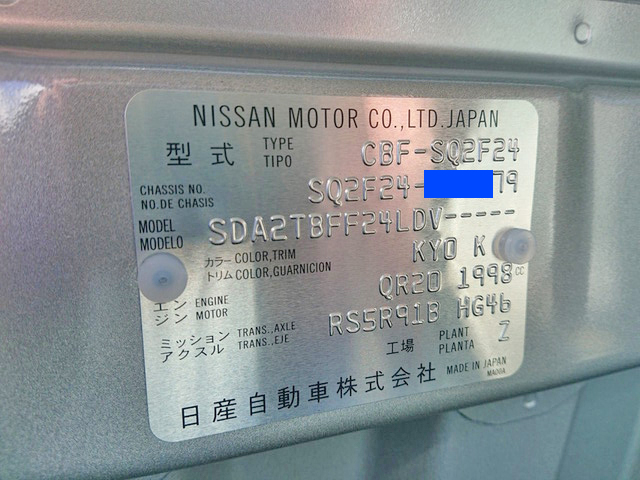 NISSAN MOTOR CO.,LTD.JAPAN
型式 TYPE TIPO CBF-SQ2F24
CHASSIS NO. NO.DE CHASIS SQ2F24-79
MODEL MODELO SDA2TBFF24LDV-----
カラー COLOR,TRIM トリム COLOR,GUARNICION KY0 K
エンジン ENGINE MOTOR QR20 1998CC
ミッション アクスル TRANS.,AXLE TRANS.,EJE RS5R91B HG46
工場 PLANT PLANTA Z
日産自動車株式会社 MADE IN JAPAN